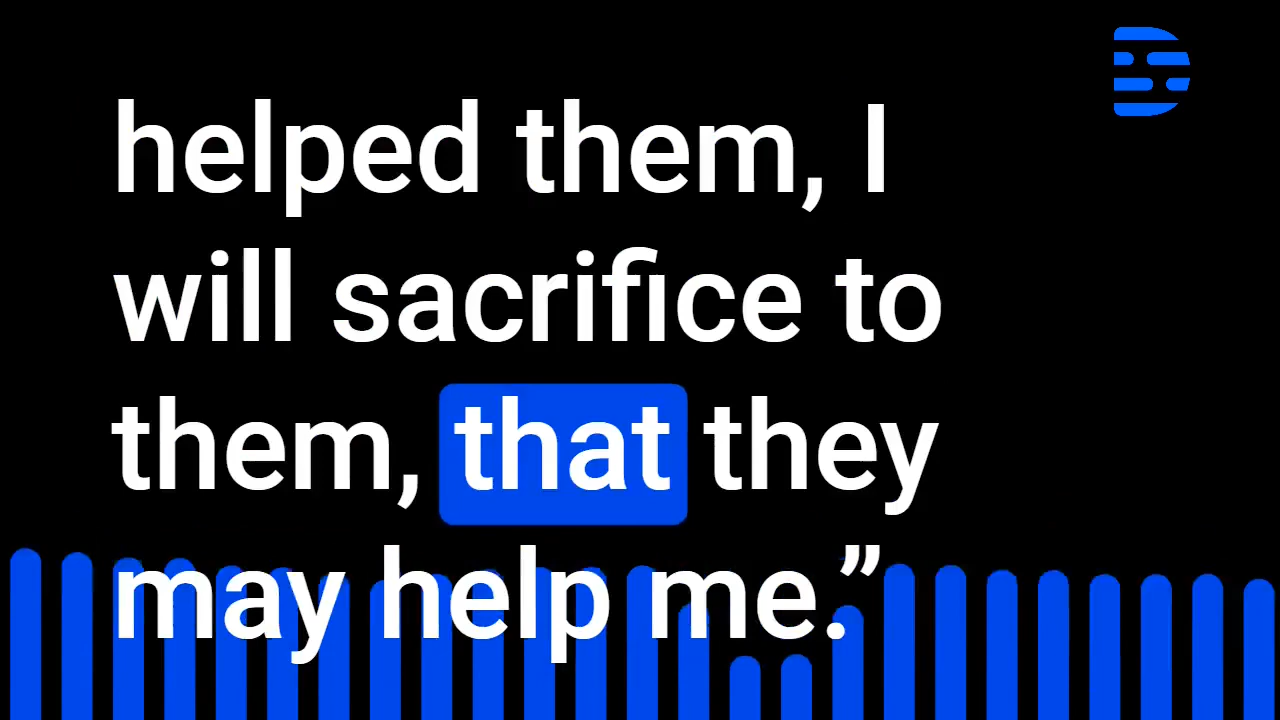 helped them, I
will sacrifice to
them, that they
may help me.”